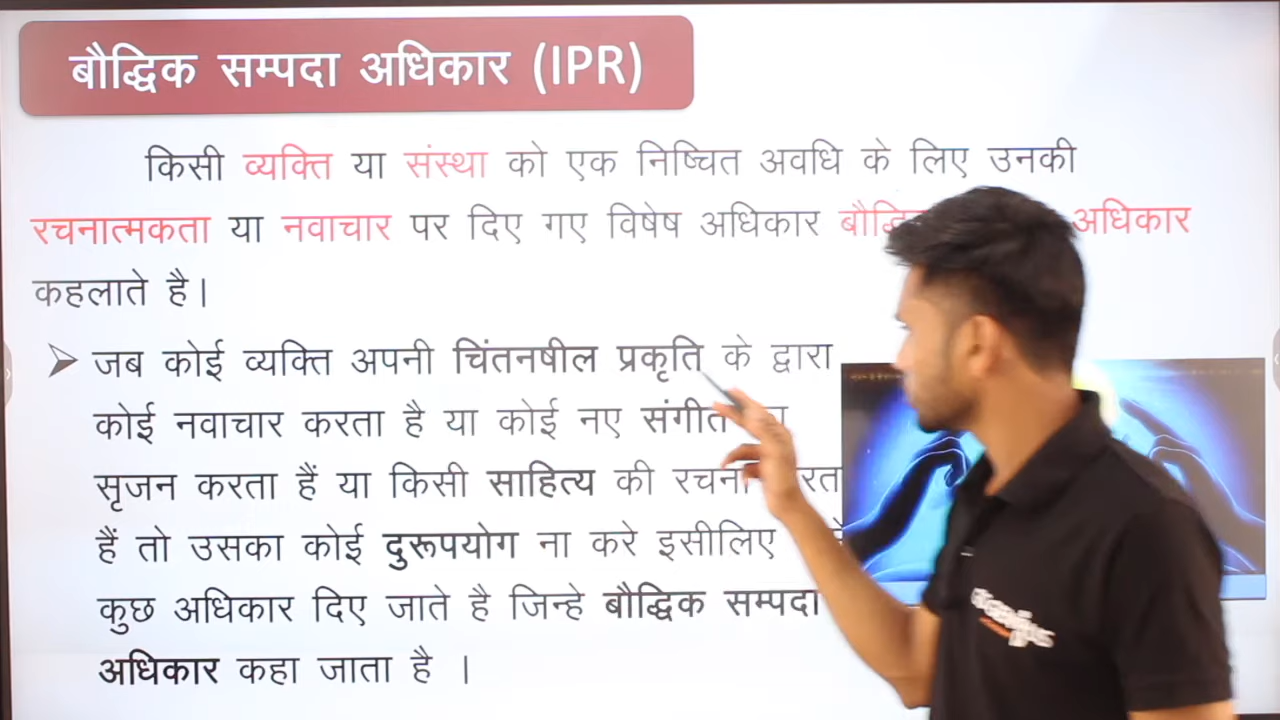 बौद्धिक सम्पदा अधिकार (IPR)
किसी व्यक्ति या संस्था को एक निष्चित अवधि के लिए उनकी
रचनात्मकता या नवाचार पर दिए गए विषेष अधिकार अधिकार
कहलाते है।
जब कोई व्यक्ति अपनी चिंतनषील प्रकृति के द्वारा
कोई नवाचार करता है या कोई नए संगीत
सृजन करता हैं या किसी साहित्य की रचना
हैं तो उसका कोई दुरूपयोग ना करे इसीलिए
कुछ अधिकार दिए जाते है जिन्हे बौद्धिक सम्पदा
अधिकार कहा जाता है ।